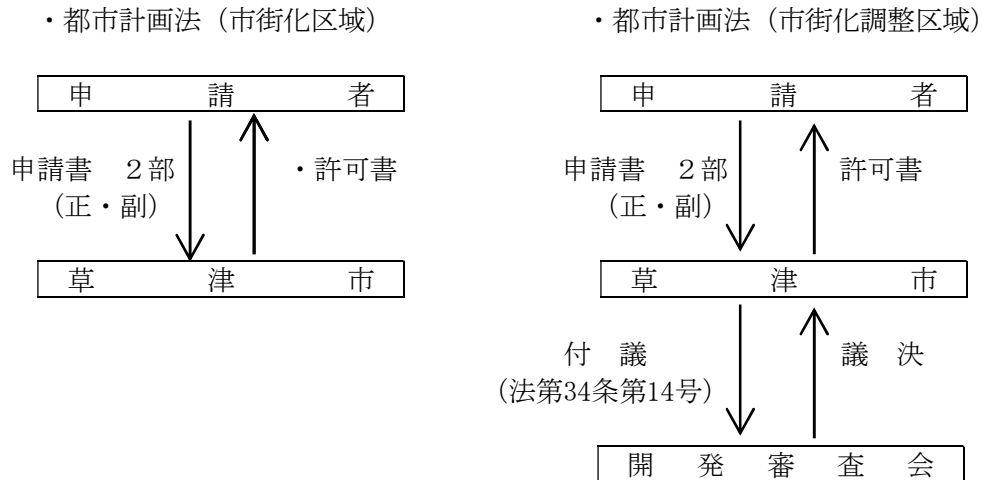 ・都市計画法（市街化区域）
申請者
申請書　２部
（正・副）
・許可書
草津市
・都市計画法（市街化調整区域）
申請者
申請書　２部
（正・副）
許可書
草津市
付　議
（法第34条第14号）
議　決
開発審査会